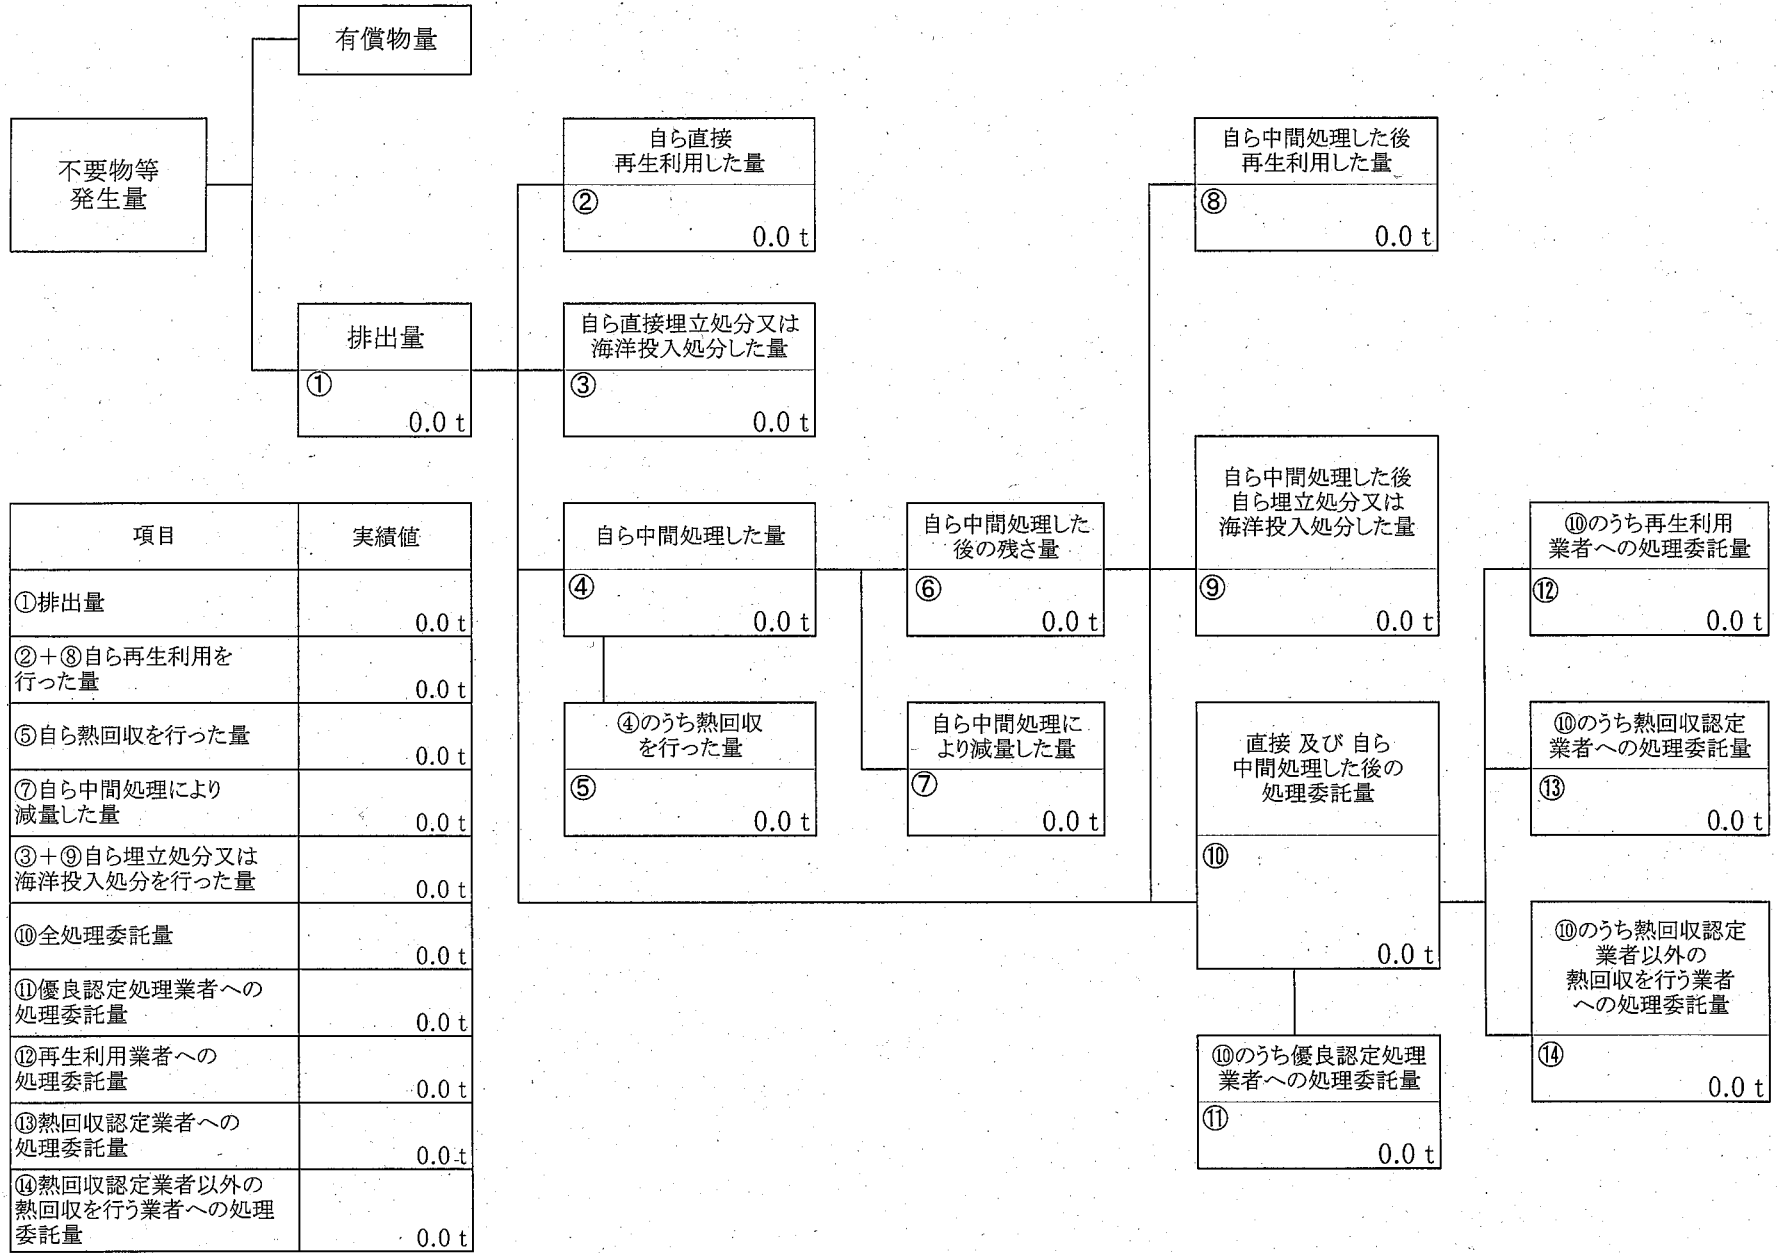 有償物量
不要物等
発生量
排出量
①
0.0 t
自ら直接
再生利用した量
②
0.0 t
自ら直接埋立処分又は
海洋投入処分した量
③
0.0 t
自ら中間処理した量
④
0.0 t
④のうち熱回収
を行った量
⑤
0.0 t
自ら中間処理した
後の残さ量
⑥
0.0 t
自ら中間処理に
より減量した量
⑦
0.0 t
自ら中間処理した後
再生利用した量
⑧
0.0 t
自ら中間処理した後
自ら埋立処分又は
海洋投入処分した量
⑨
0.0 t
直接 及び 自ら
中間処理した後の
処理委託量
⑩
0.0 t
⑩のうち優良認定処理
業者への処理委託量
⑪
0.0 t
⑩のうち再生利用
業者への処理委託量
⑫
0.0 t
⑩のうち熱回収認定
業者への処理委託量
⑬
0.0 t
⑩のうち熱回収認定
業者以外の
熱回収を行う業者
への処理委託量
⑭
0.0 t
項目 実績値
①排出量
0.0 t
②＋⑧自ら再生利用を
行った量
0.0 t
⑤自ら熱回収を行った量
0.0 t
⑦自ら中間処理により
減量した量
0.0 t
③＋⑨自ら埋立処分又は
海洋投入処分を行った量
0.0 t
⑩全処理委託量
0.0 t
⑪優良認定処理業者への
処理委託量
0.0 t
⑫再生利用業者への
処理委託量
0.0 t
⑬熱回収認定業者への
処理委託量
0.0 t
⑭熱回収認定業者以外の
熱回収を行う業者への処理
委託量
0.0 t